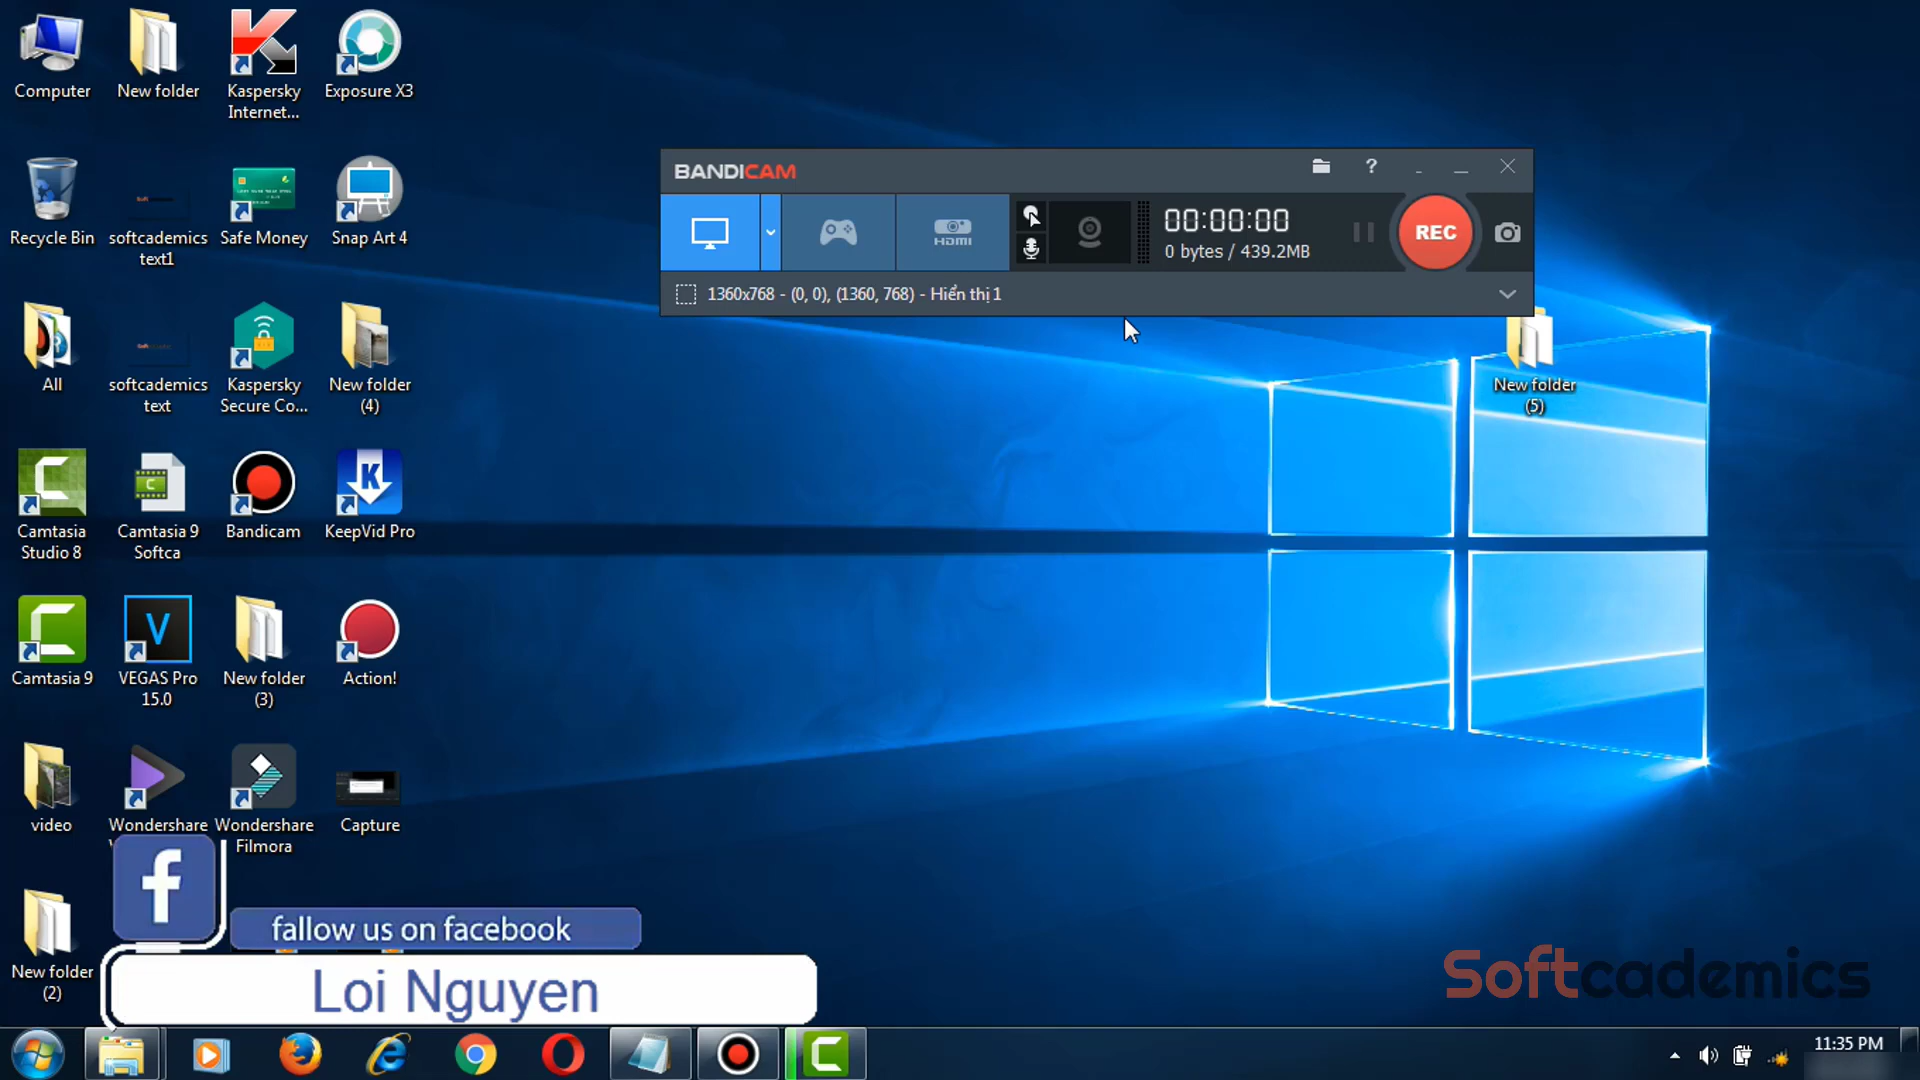 Computer
New folder
Kaspersky
Internet...
Exposure X3
Recycle Bin
softcademics
text1
Safe Money
Snap Art 4
All
softcademics
text
Kaspersky
Secure Co...
New folder
(4)
Camtasia
Studio 8
Camtasia 9
Softca
Bandicam
KeepVid Pro
Camtasia 9
VEGAS Pro
15.0
New folder
(3)
Action!
video
Wondershare
Wondershare
Filmora
Capture
New folder
(2)
BANDICAM
?
HDMI
00:00:00
0 bytes / 439.2MB
REC
1360x768 - (0, 0), (1360, 768) - Hiển thị 1
New folder
(5)
fallow us on facebook
Loi Nguyen
Softcademics
11:35 PM